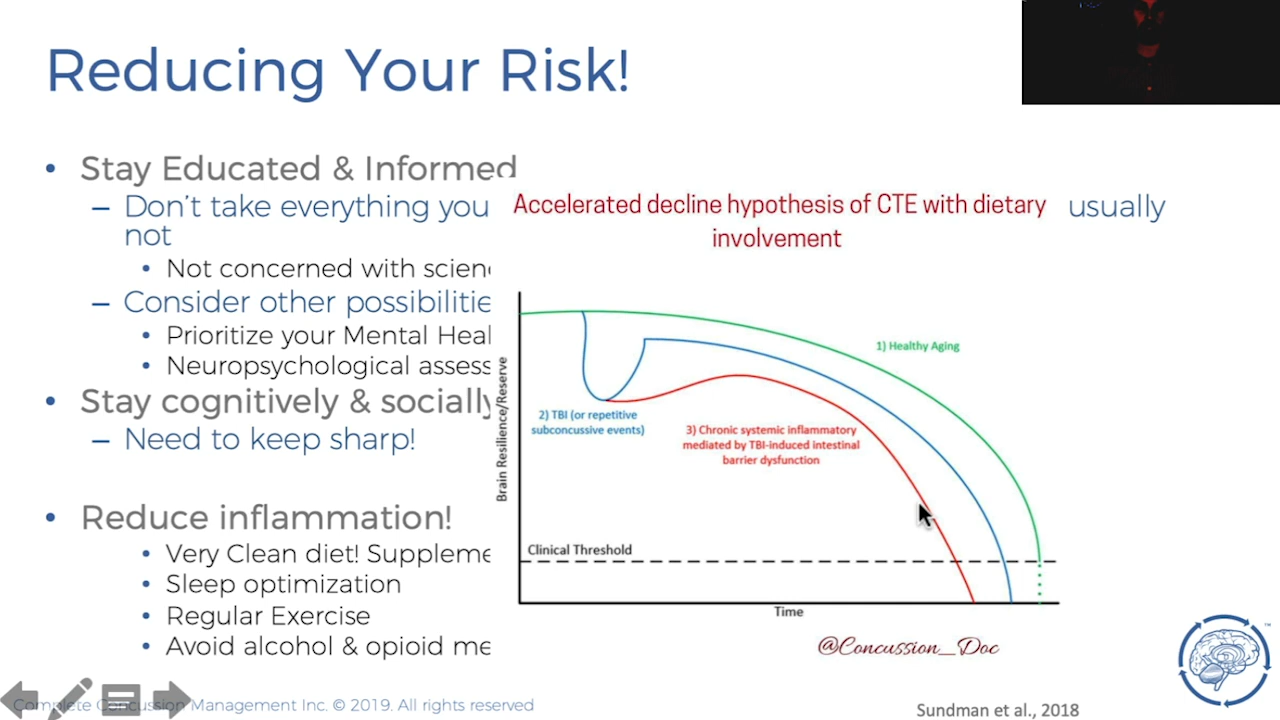 Reducing Your Risk!
• Stay Educated & Informed
– Don't take everything you usually
not
• Not concerned with scien
– Consider other possibilitie
• Prioritize your Mental Heal
• Neuropsychological assess
• Stay cognitively & socially
– Need to keep sharp!
• Reduce inflammation!
• Very Clean diet! Suppleme
• Sleep optimization
• Regular Exercise
• Avoid alcohol & opioid me
Accelerated decline hypothesis of CTE with dietary
involvement
Brain Resilience/Reserve
1) Healthy Aging
2) TBI (or repetitive
subconcussive events)
3) Chronic systemic inflammatory
mediated by TBI-induced intestinal
barrier dysfunction
Clinical Threshold
Time
@Concussion_Doc
TM
Complete Concussion Management Inc. © 2019. All rights reserved
Sundman et al., 2018